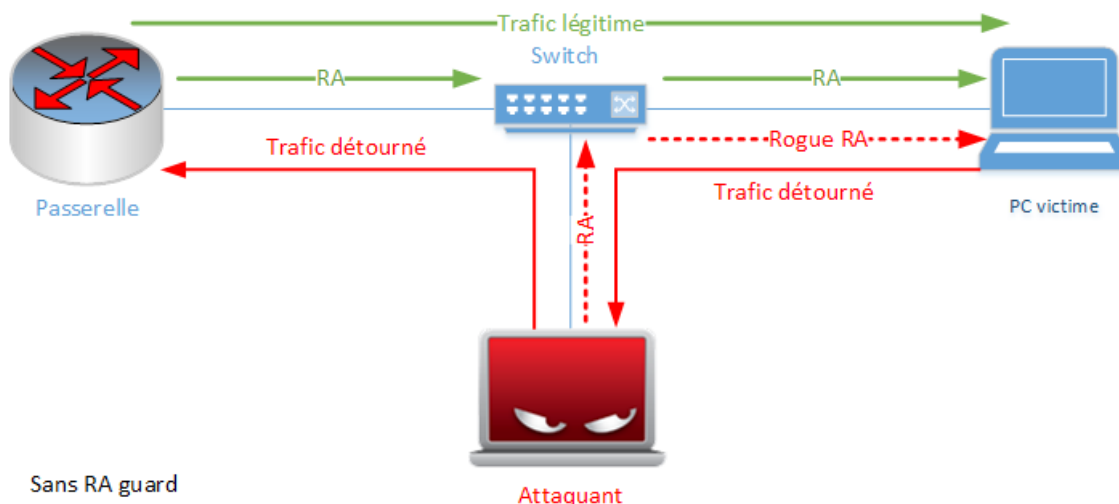 Trafic légitime
Switch
RA
RA
Rogue RA
Trafic détourné
Trafic détourné
Passerelle
PC victime
RA
Sans RA guard
Attaquant